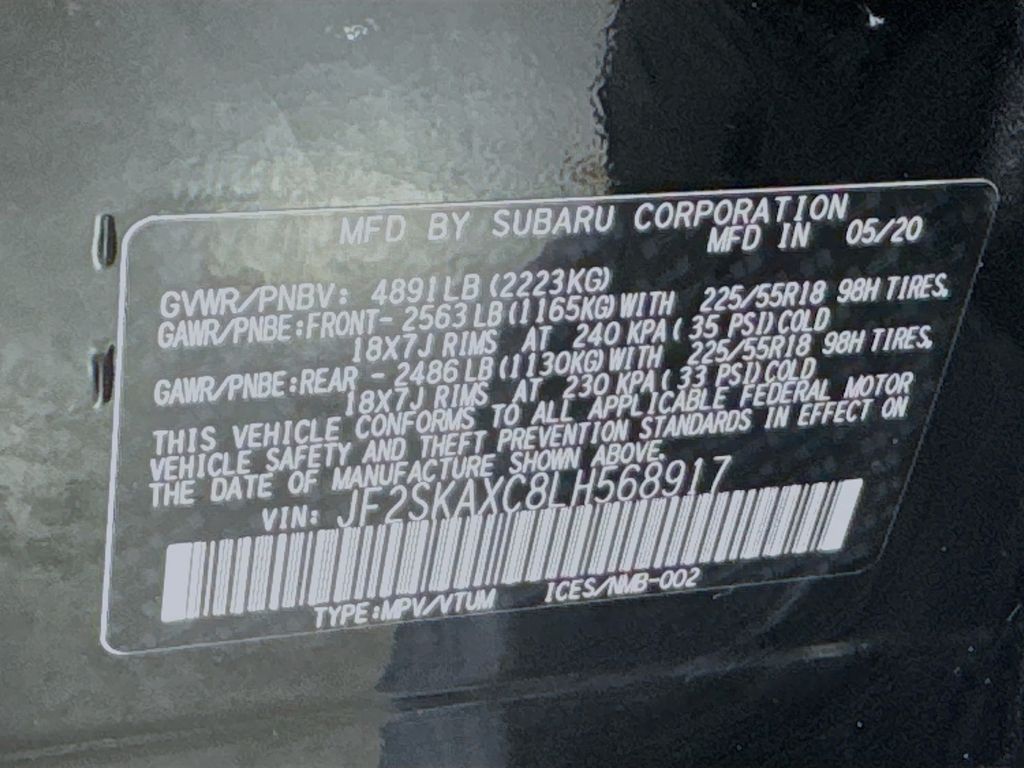 MFD BY SUBARU CORPORATION
MFD IN 05/20
GVWR/PNBV: 4891LB (2223KG)
GAWR/PNBE:FRONT- 2563LB(1165KG)WITH 225/55R18 98H TIRES,
18X7J RIMS AT 240 KPA( 35 PSI)COLD
GAWR/PNBE:REAR - 2486LB(1130KG)WITH 225/55R18 98H TIRES,
18X7J RIMS AT 230 KPA( 33 PSI)COLD
THIS VEHICLE CONFORMS TO ALL APPLICABLE FEDERAL MOTOR
VEHICLE SAFETY AND THEFT PREVENTION STANDARDS IN EFFECT ON
THE DATE OF MANUFACTURE SHOWN ABOVE.
VIN: JF2SKAXC8LH568917
TYPE:MPV/VTUM ICES/NMB-002